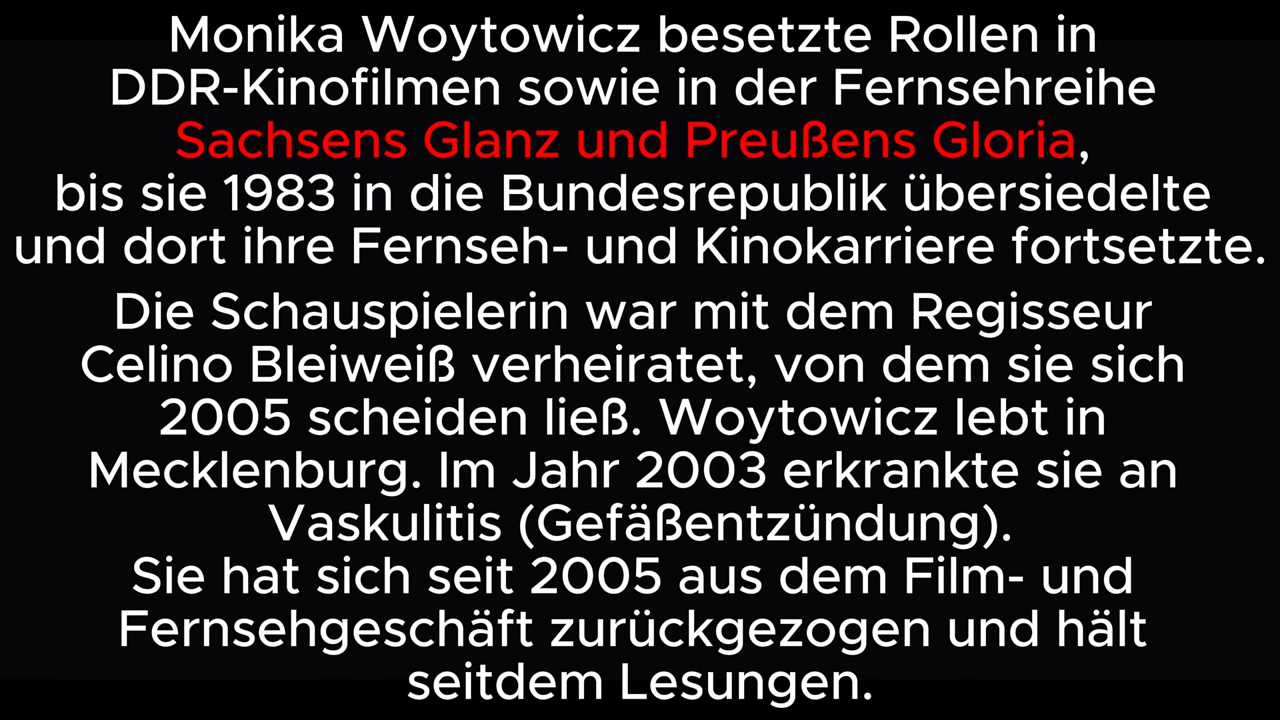 Monika Woytowicz besetzte Rollen in
DDR-Kinofilmen sowie in der Fernsehreihe
Sachsens Glanz und Preußens Gloria,
bis sie 1983 in die Bundesrepublik übersiedelte
und dort ihre Fernseh- und Kinokarriere fortsetzte.
Die Schauspielerin war mit dem Regisseur
Celino Bleiweiß verheiratet, von dem sie sich
2005 scheiden ließ. Woytowicz lebt in
Mecklenburg. Im Jahr 2003 erkrankte sie an
Vaskulitis (Gefäßentzündung).
Sie hat sich seit 2005 aus dem Film- und
Fernsehgeschäft zurückgezogen und hält
seitdem Lesungen.